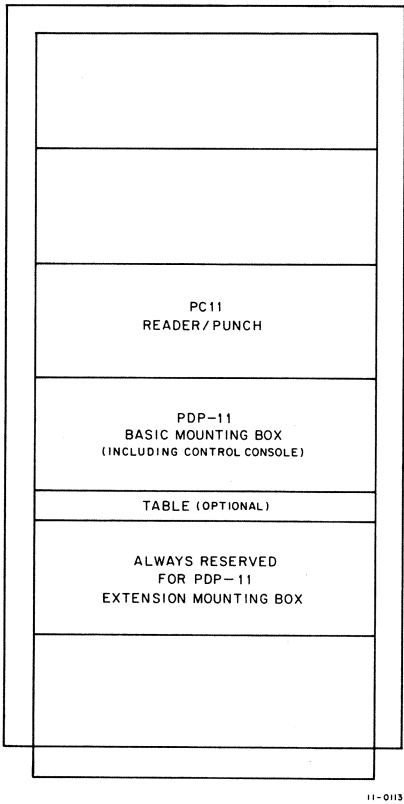 PC11
READER/PUNCH
PDP-11
BASIC MOUNTING BOX
(INCLUDING CONTROL CONSOLE)
TABLE (OPTIONAL)
ALWAYS RESERVED
FOR PDP-11
EXTENSION MOUNTING BOX
11-0113